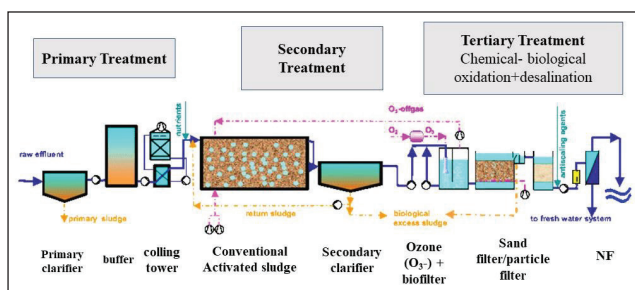 Primary Treatment
Secondary
Treatment
Tertiary Treatment
Chemical- biological
oxidation+desalination
nutrients
O₂-offgas
O₂
O₃
antiscaling agents
raw effluent
primary sludge
return sludge
biological
excess sludge
to fresh water system
Primary
clarifier
buffer
colling
tower
Conventional
Activated sludge
Secondary
clarifier
Ozone
(O₃-) +
biofilter
Sand
filter/particle
filter
NF